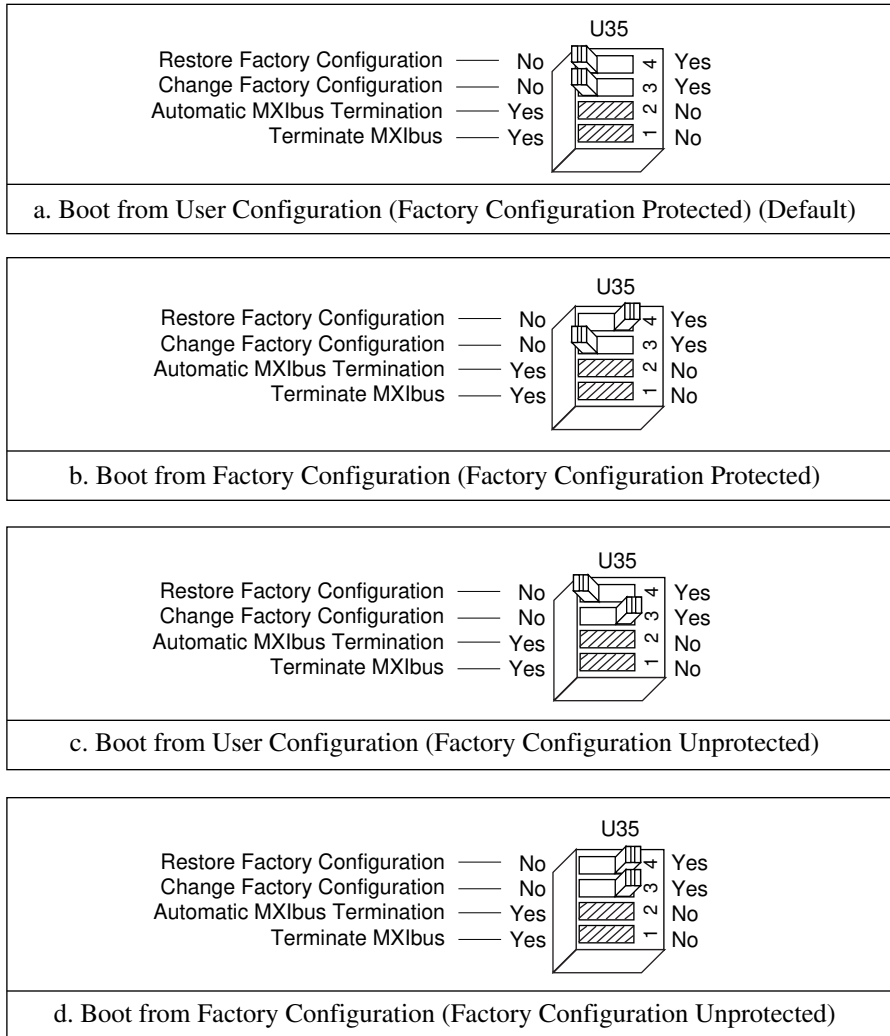 U35
Restore Factory Configuration No 4 Yes
Change Factory Configuration No 3 Yes
Automatic MXIbus Termination Yes 2 No
Terminate MXIbus Yes 1 No
a. Boot from User Configuration (Factory Configuration Protected) (Default)
U35
Restore Factory Configuration No 4 Yes
Change Factory Configuration No 3 Yes
Automatic MXIbus Termination Yes 2 No
Terminate MXIbus Yes 1 No
b. Boot from Factory Configuration (Factory Configuration Protected)
U35
Restore Factory Configuration No 4 Yes
Change Factory Configuration No 3 Yes
Automatic MXIbus Termination Yes 2 No
Terminate MXIbus Yes 1 No
c. Boot from User Configuration (Factory Configuration Unprotected)
U35
Restore Factory Configuration No 4 Yes
Change Factory Configuration No 3 Yes
Automatic MXIbus Termination Yes 2 No
Terminate MXIbus Yes 1 No
d. Boot from Factory Configuration (Factory Configuration Unprotected)